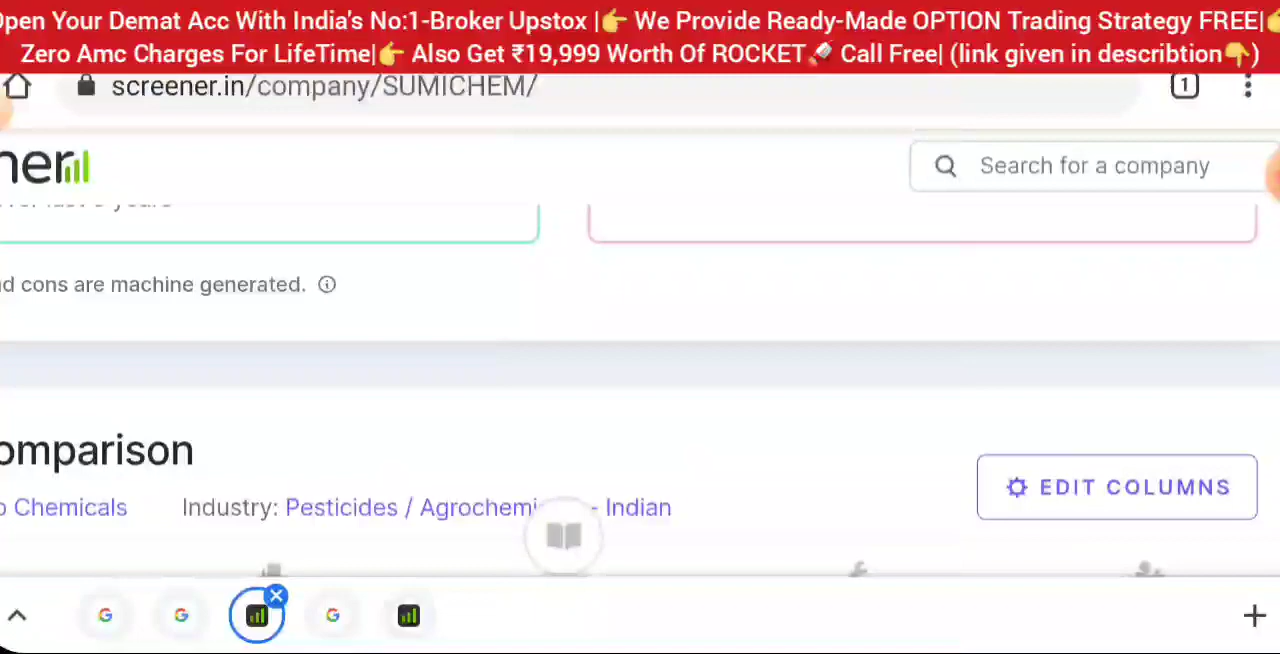 Open Your Demat Acc With India's No:1-Broker Upstox |👉 We Provide Ready-Made OPTION Trading Strategy FREE|👉
Zero Amc Charges For LifeTime|👉 Also Get ₹19,999 Worth Of ROCKET🚀 Call Free| (link given in describtion👇)
screener.in/company/SUMICHEM/
1
ner
Search for a company
d cons are machine generated.
omparison
EDIT COLUMNS
o Chemicals Industry: Pesticides / Agrochemi - Indian